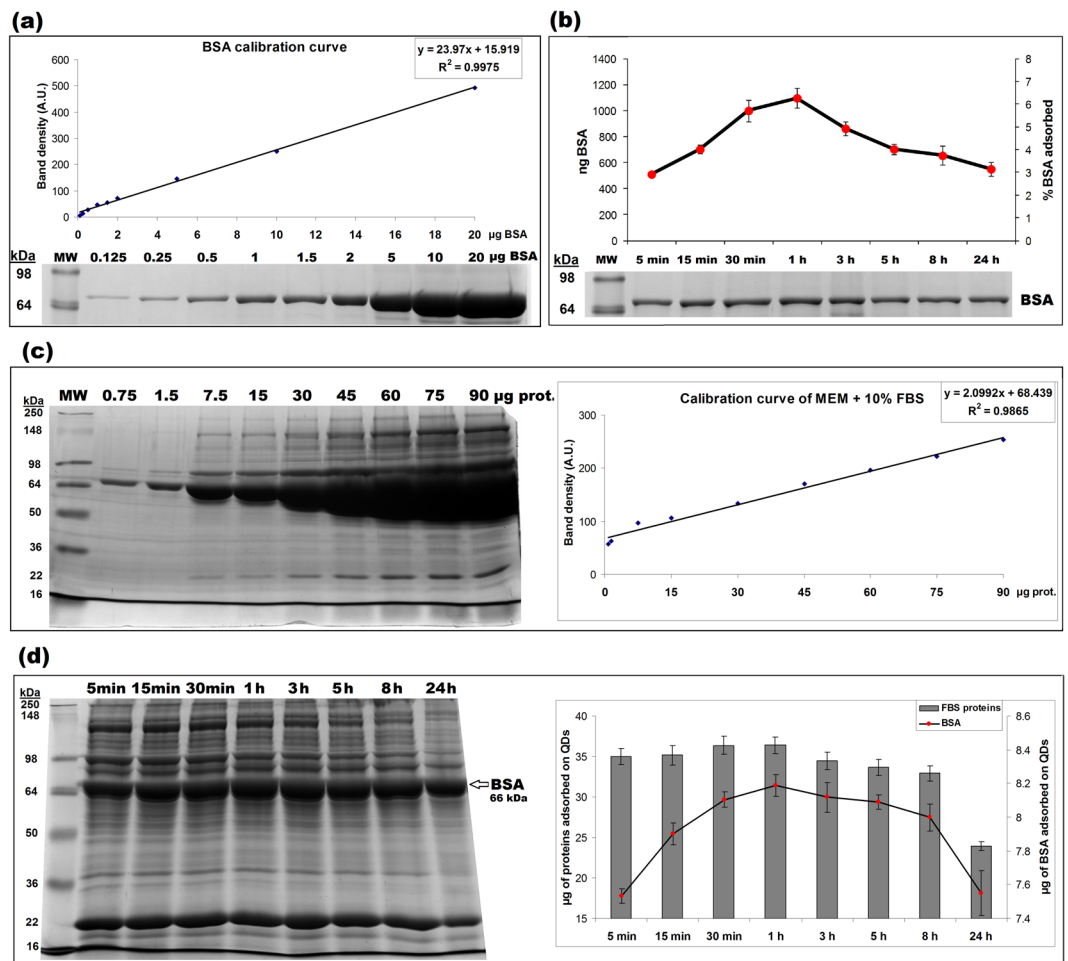 (a)
BSA calibration curve
y = 23.97x + 15.919
R² = 0.9975
Band density (A.U.)
600
500
400
300
200
100
0
0 2 4 6 8 10 12 14 16 18 20 µg BSA
kDa MW 0.125 0.25 0.5 1 1.5 2 5 10 20 µg BSA
98
64
(b)
ng BSA
1400
1200
1000
800
600
400
200
0
8
7
6
5
4
3
2
1
0
% BSA adsorbed
kDa MW 5 min 15 min 30 min 1 h 3 h 5 h 8 h 24 h
98
64
BSA
(c)
kDa MW 0.75 1.5 7.5 15 30 45 60 75 90 µg prot.
250
148
98
64
50
36
22
16
Calibration curve of MEM + 10% FBS
y = 2.0992x + 68.439
R² = 0.9865
Band density (A.U.)
300
200
100
0
0 15 30 45 60 75 90 µg prot.
(d)
kDa 5min 15min 30min 1h 3h 5h 8h 24h
250
148
98
64
50
36
22
16
BSA
66 kDa
FBS proteins
BSA
µg of proteins adsorbed on QDs
40
35
30
25
20
15
8.6
8.4
8.2
8
7.8
7.6
7.4
µg of BSA adsorbed on QDs
5 min 15 min 30 min 1 h 3 h 5 h 8 h 24 h